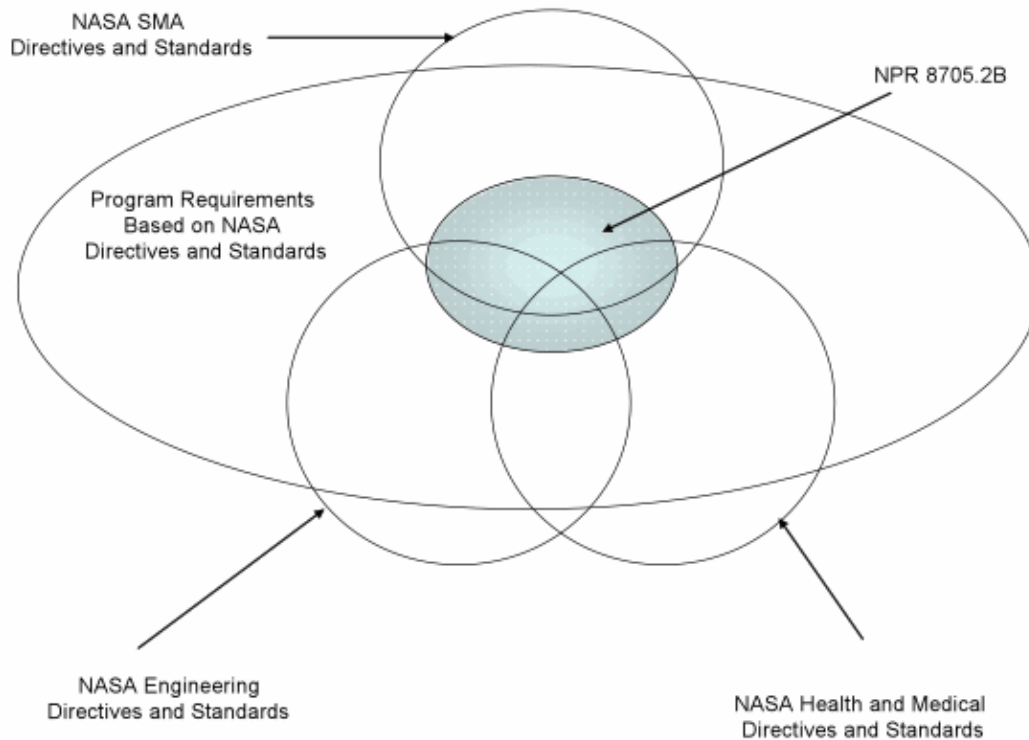 NASA SMA
Directives and Standards
NPR 8705.2B
Program Requirements
Based on NASA
Directives and Standards
NASA Engineering
Directives and Standards
NASA Health and Medical
Directives and Standards